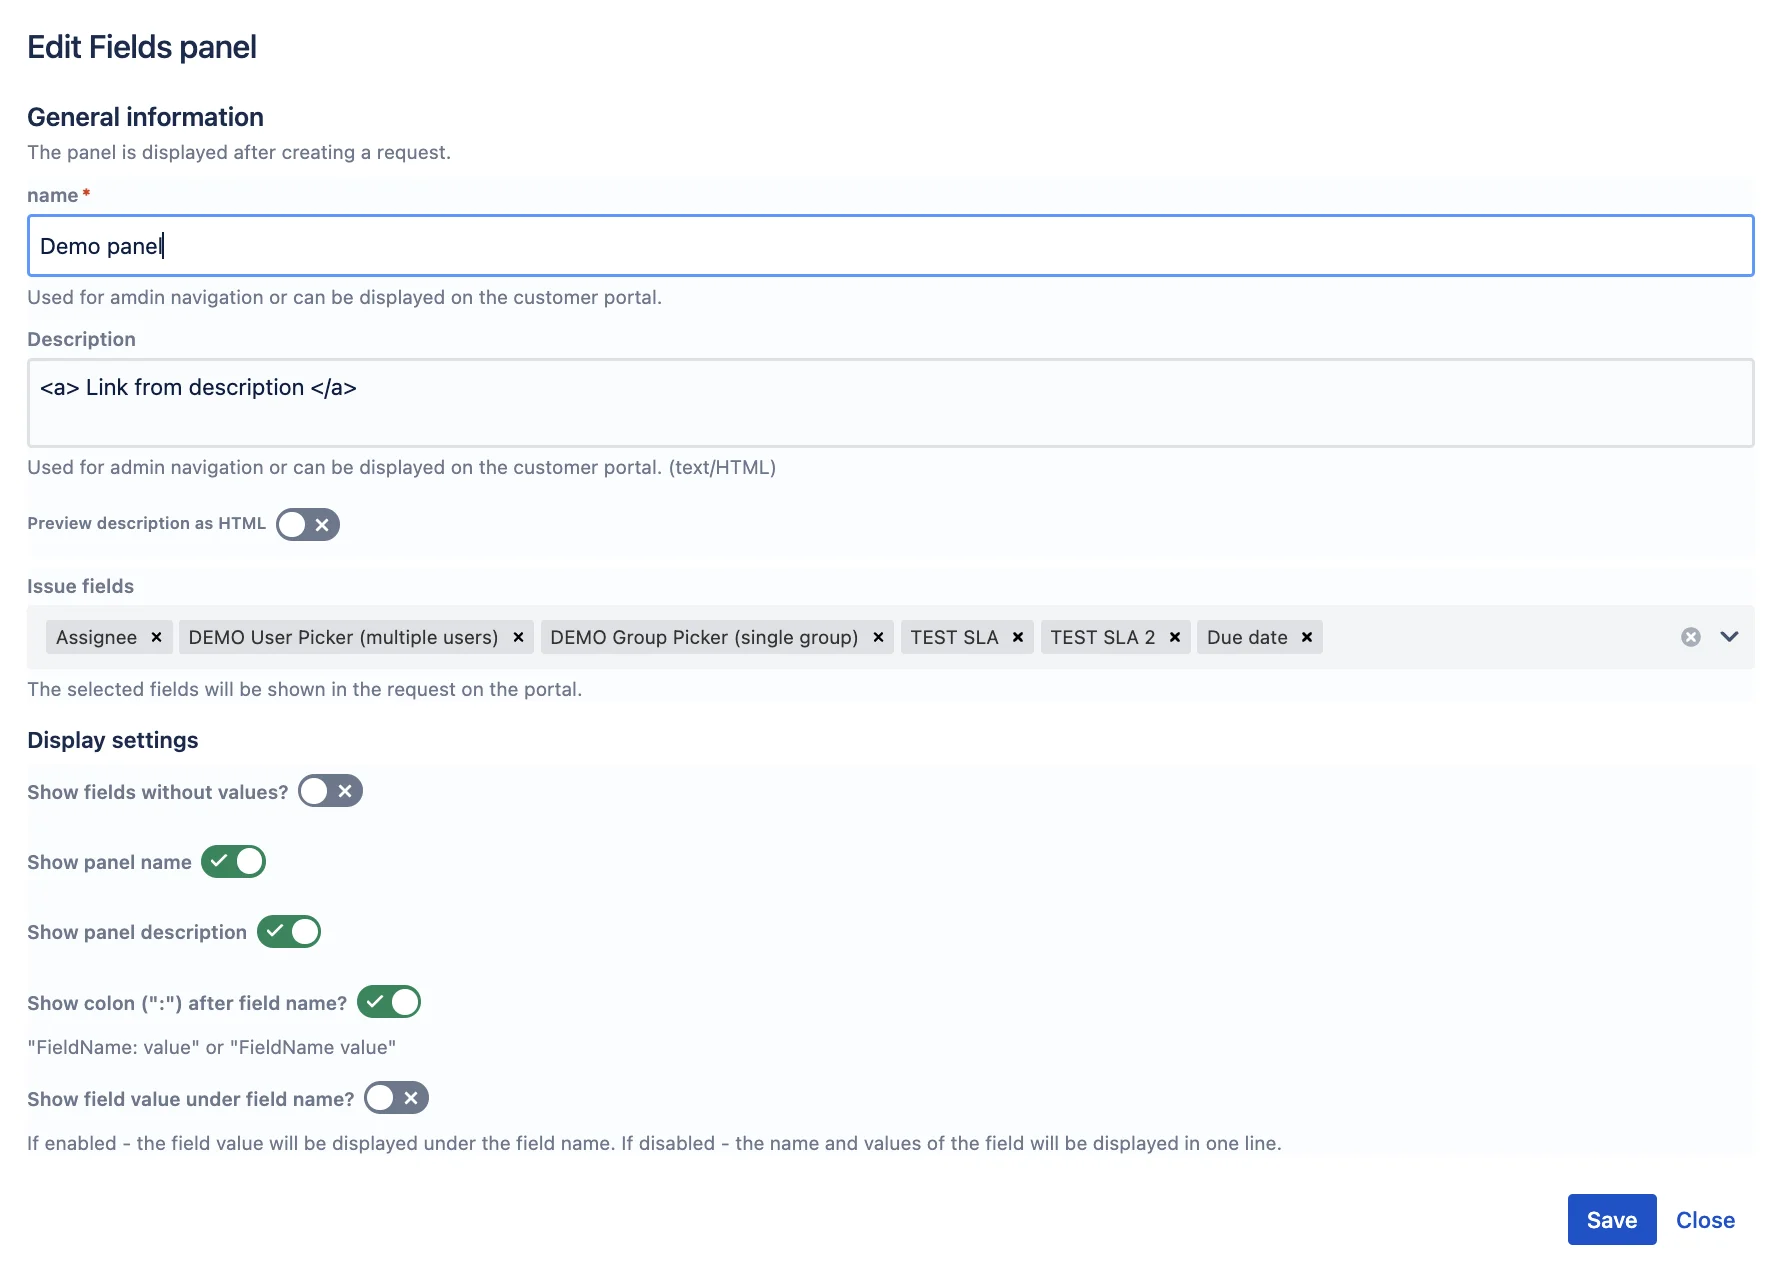 Edit Fields panel
General information
The panel is displayed after creating a request.
name *
Demo panel
Used for amdin navigation or can be displayed on the customer portal.
Description
<a> Link from description </a>
Used for admin navigation or can be displayed on the customer portal. (text/HTML)
Preview description as HTML
Issue fields
Assignee DEMO User Picker (multiple users) DEMO Group Picker (single group) TEST SLA TEST SLA 2 Due date
The selected fields will be shown in the request on the portal.
Display settings
Show fields without values?
Show panel name
Show panel description
Show colon (":") after field name?
"FieldName: value" or "FieldName value"
Show field value under field name?
If enabled - the field value will be displayed under the field name. If disabled - the name and values of the field will be displayed in one line.
Save Close